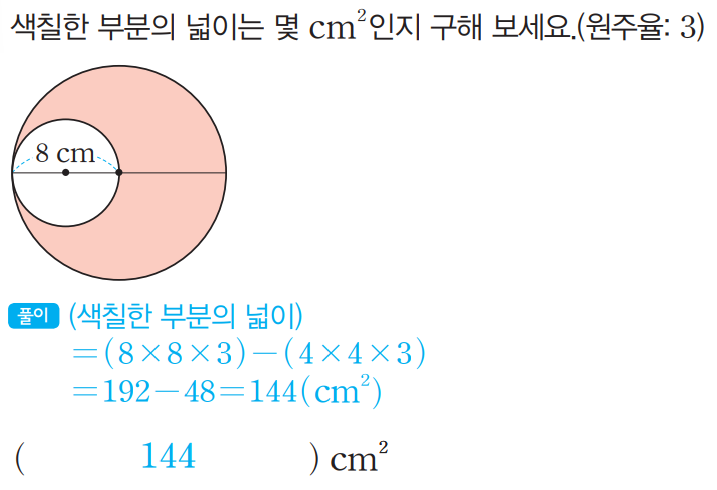 색칠한 부분의 넓이는 몇 cm²인지 구해 보세요.(원주율: 3)
8 cm
풀이 (색칠한 부분의 넓이)
=(8×8×3)-(4×4×3)
=192-48=144(cm²)
( 144 ) cm²